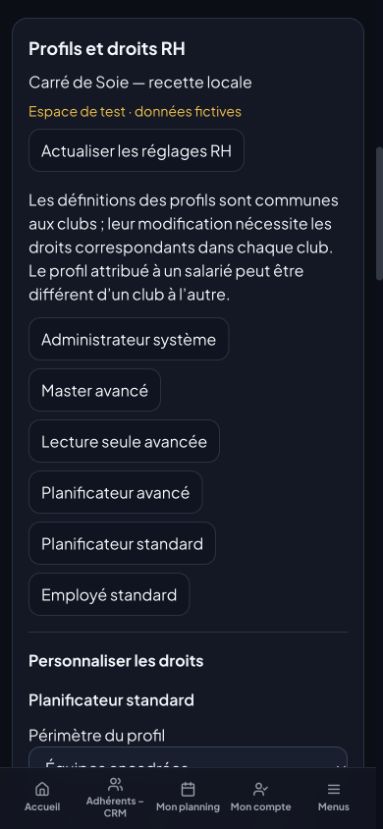 Profils et droits RH
Carré de Soie — recette locale
Espace de test · données fictives
Actualiser les réglages RH
Les définitions des profils sont communes
aux clubs ; leur modification nécessite les
droits correspondants dans chaque club.
Le profil attribué à un salarié peut être
différent d’un club à l’autre.
Administrateur système
Master avancé
Lecture seule avancée
Planificateur avancé
Planificateur standard
Employé standard
Personnaliser les droits
Planificateur standard
Périmètre du profil
Équipes encadrées
Accueil
Adhérents –
CRM
Mon planning
Mon compte
Menus